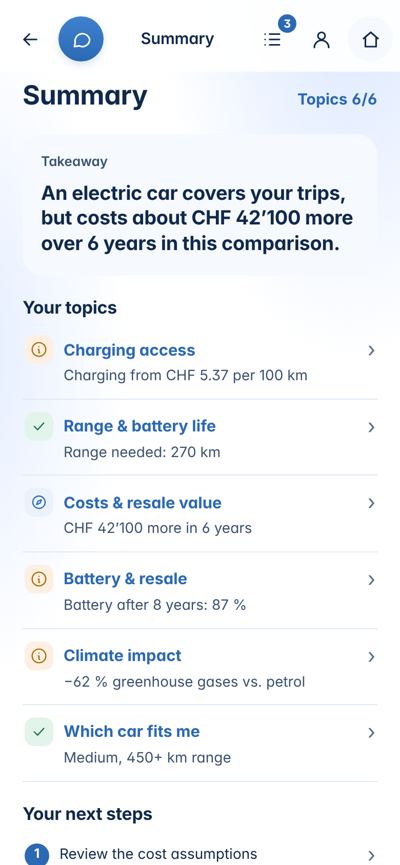 Summary
3
Summary
Topics 6/6
Takeaway
An electric car covers your trips,
but costs about CHF 42’100 more
over 6 years in this comparison.
Your topics
Charging access
Charging from CHF 5.37 per 100 km
Range & battery life
Range needed: 270 km
Costs & resale value
CHF 42’100 more in 6 years
Battery & resale
Battery after 8 years: 87 %
Climate impact
−62 % greenhouse gases vs. petrol
Which car fits me
Medium, 450+ km range
Your next steps
1 Review the cost assumptions